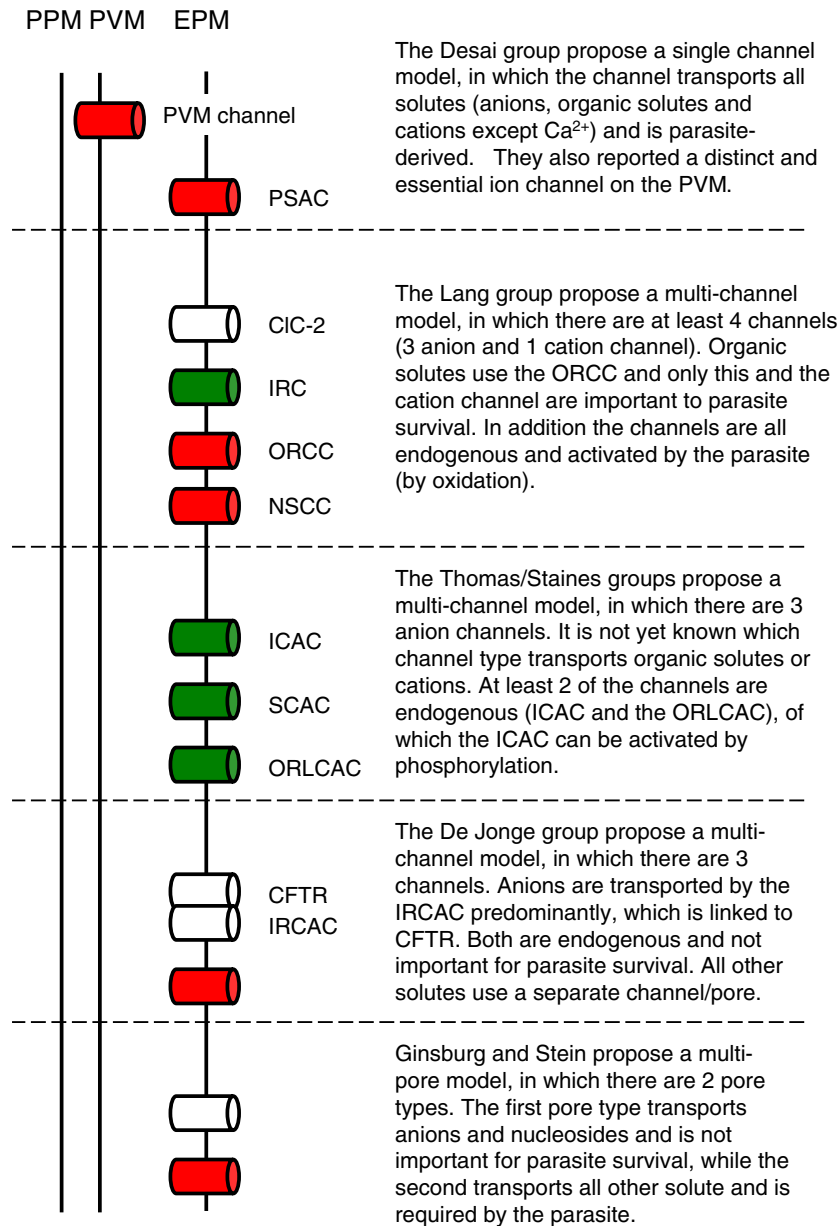 PPM PVM EPM
PVM channel
PSAC
The Desai group propose a single channel
model, in which the channel transports all
solutes (anions, organic solutes and
cations except Ca²⁺) and is parasite-
derived. They also reported a distinct and
essential ion channel on the PVM.
ClC-2
IRC
ORCC
NSCC
The Lang group propose a multi-channel
model, in which there are at least 4 channels
(3 anion and 1 cation channel). Organic
solutes use the ORCC and only this and the
cation channel are important to parasite
survival. In addition the channels are all
endogenous and activated by the parasite
(by oxidation).
ICAC
SCAC
ORLCAC
The Thomas/Staines groups propose a
multi-channel model, in which there are 3
anion channels. It is not yet known which
channel type transports organic solutes or
cations. At least 2 of the channels are
endogenous (ICAC and the ORLCAC), of
which the ICAC can be activated by
phosphorylation.
CFTR
IRCAC
The De Jonge group propose a multi-
channel model, in which there are 3
channels. Anions are transported by the
IRCAC predominantly, which is linked to
CFTR. Both are endogenous and not
important for parasite survival. All other
solutes use a separate channel/pore.
Ginsburg and Stein propose a multi-
pore model, in which there are 2 pore
types. The first pore type transports
anions and nucleosides and is not
important for parasite survival, while the
second transports all other solute and is
required by the parasite.